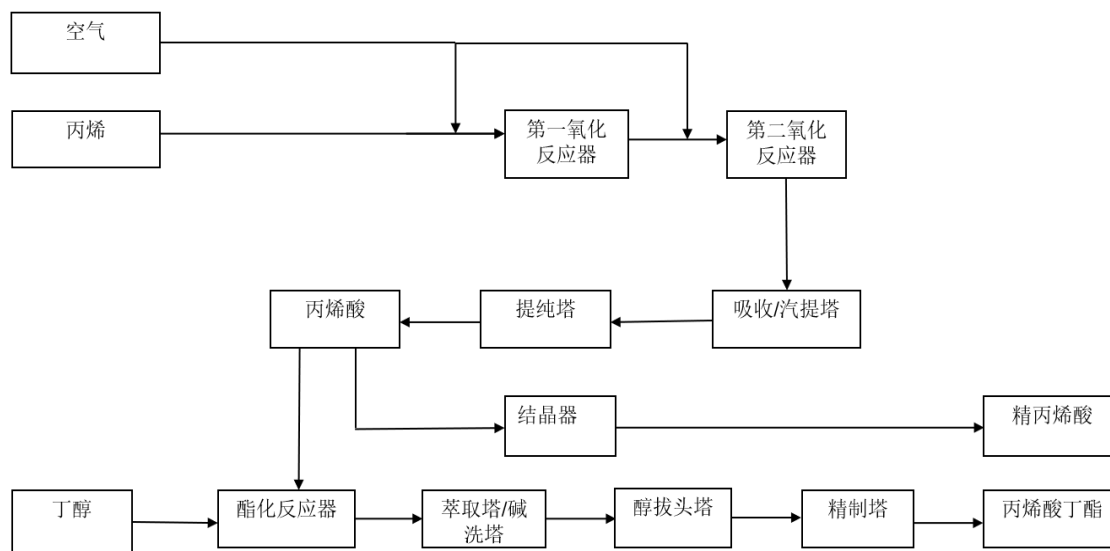 空气
丙烯
第一氧化
反应器
第二氧化
反应器
丙烯酸
提纯塔
吸收/汽提塔
结晶器
精丙烯酸
丁醇
酯化反应器
萃取塔/碱
洗塔
醇拔头塔
精制塔
丙烯酸丁酯